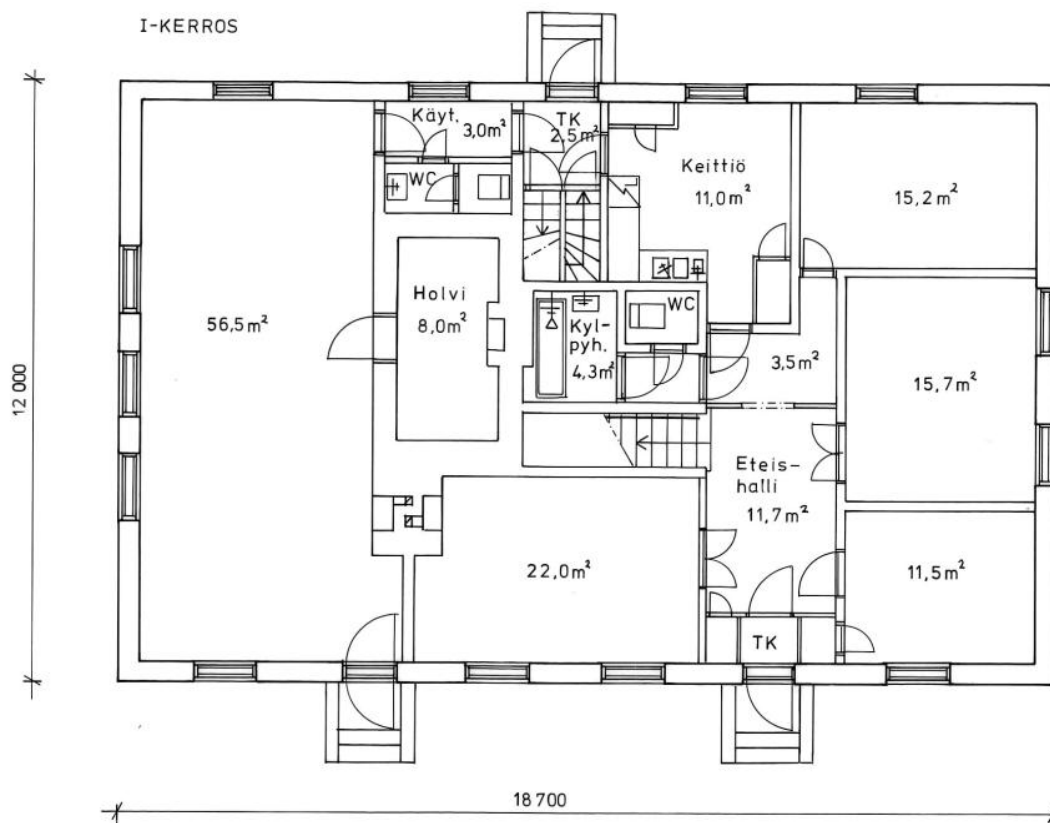 I-KERROS
12 000
Käyt.
3,0m²
TK
2,5m²
WC
Keittiö
11,0m²
15,2m²
56,5m²
Holvi
8,0m²
Kyl-
pyh.
4,3m²
WC
3,5m²
15,7m²
Eteis-
halli
11,7m²
22,0m²
11,5m²
TK
18 700